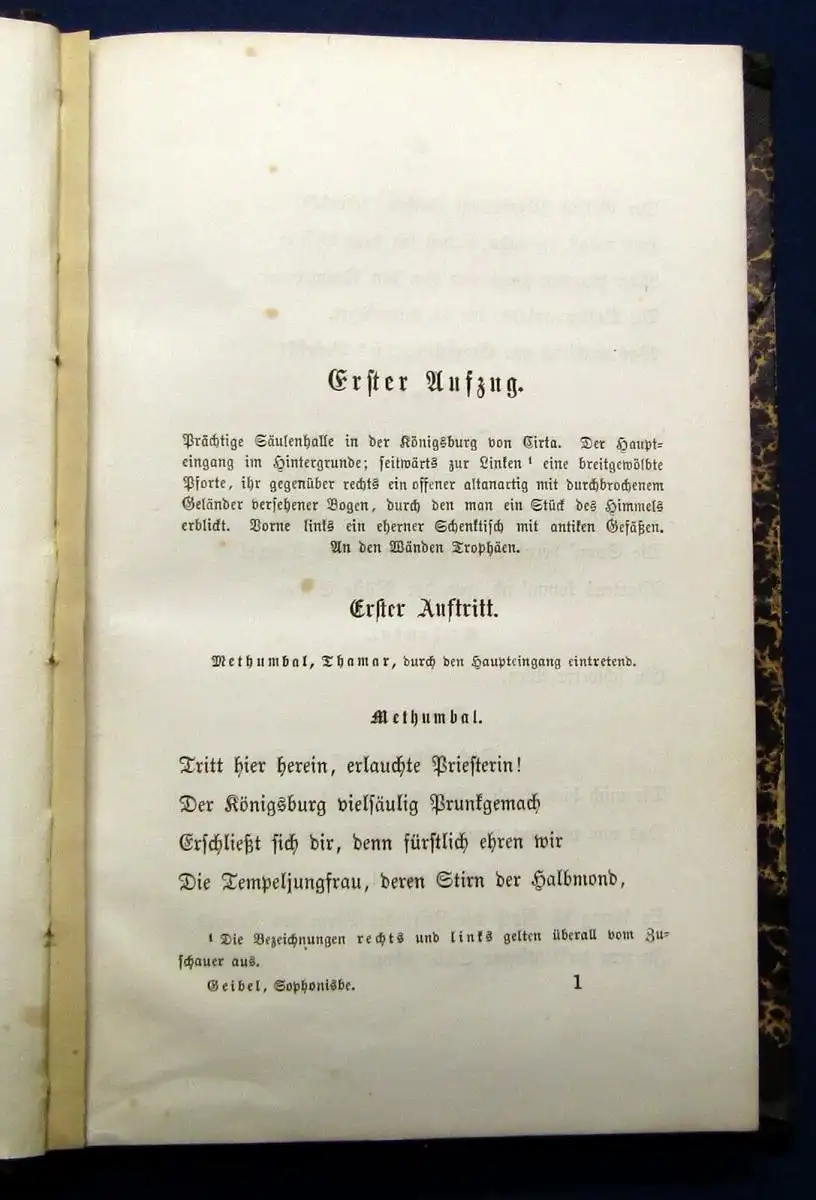 Erster Aufzug.
Prächtige Säulenhalle in der Königsburg von Cirta. Der Haupt-
eingang im Hintergrunde; seitwärts zur Linken ¹ eine breitgewölbte
Pforte, ihr gegenüber rechts ein offener altanartig mit durchbrochenem
Geländer versehener Bogen, durch den man ein Stück des Himmels
erblickt. Vorne links ein eherner Schenktisch mit antiken Gefäßen.
An den Wänden Trophäen.
Erster Auftritt.
Methumbal, Thamar, durch den Haupteingang eintretend.
Methumbal.
Tritt hier herein, erlauchte Priesterin!
Der Königsburg vielsäulig Prunkgemach
Erschließt sich dir, denn fürstlich ehren wir
Die Tempeljungfrau, deren Stirn der Halbmond,
¹ Die Bezeichnungen rechts und links gelten überall vom Zu-
schauer aus.
Geibel, Sophonisbe. 1